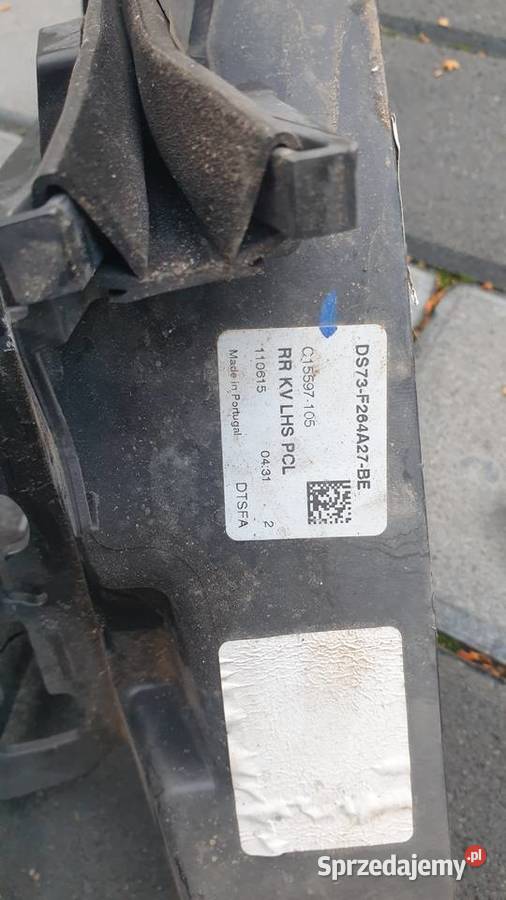 DS73-F264A27-BE
C15597-105
RR KV LHS PCL
110615 04:31 2
Made in Portugal DTSFA
Sprzedajemy.pl